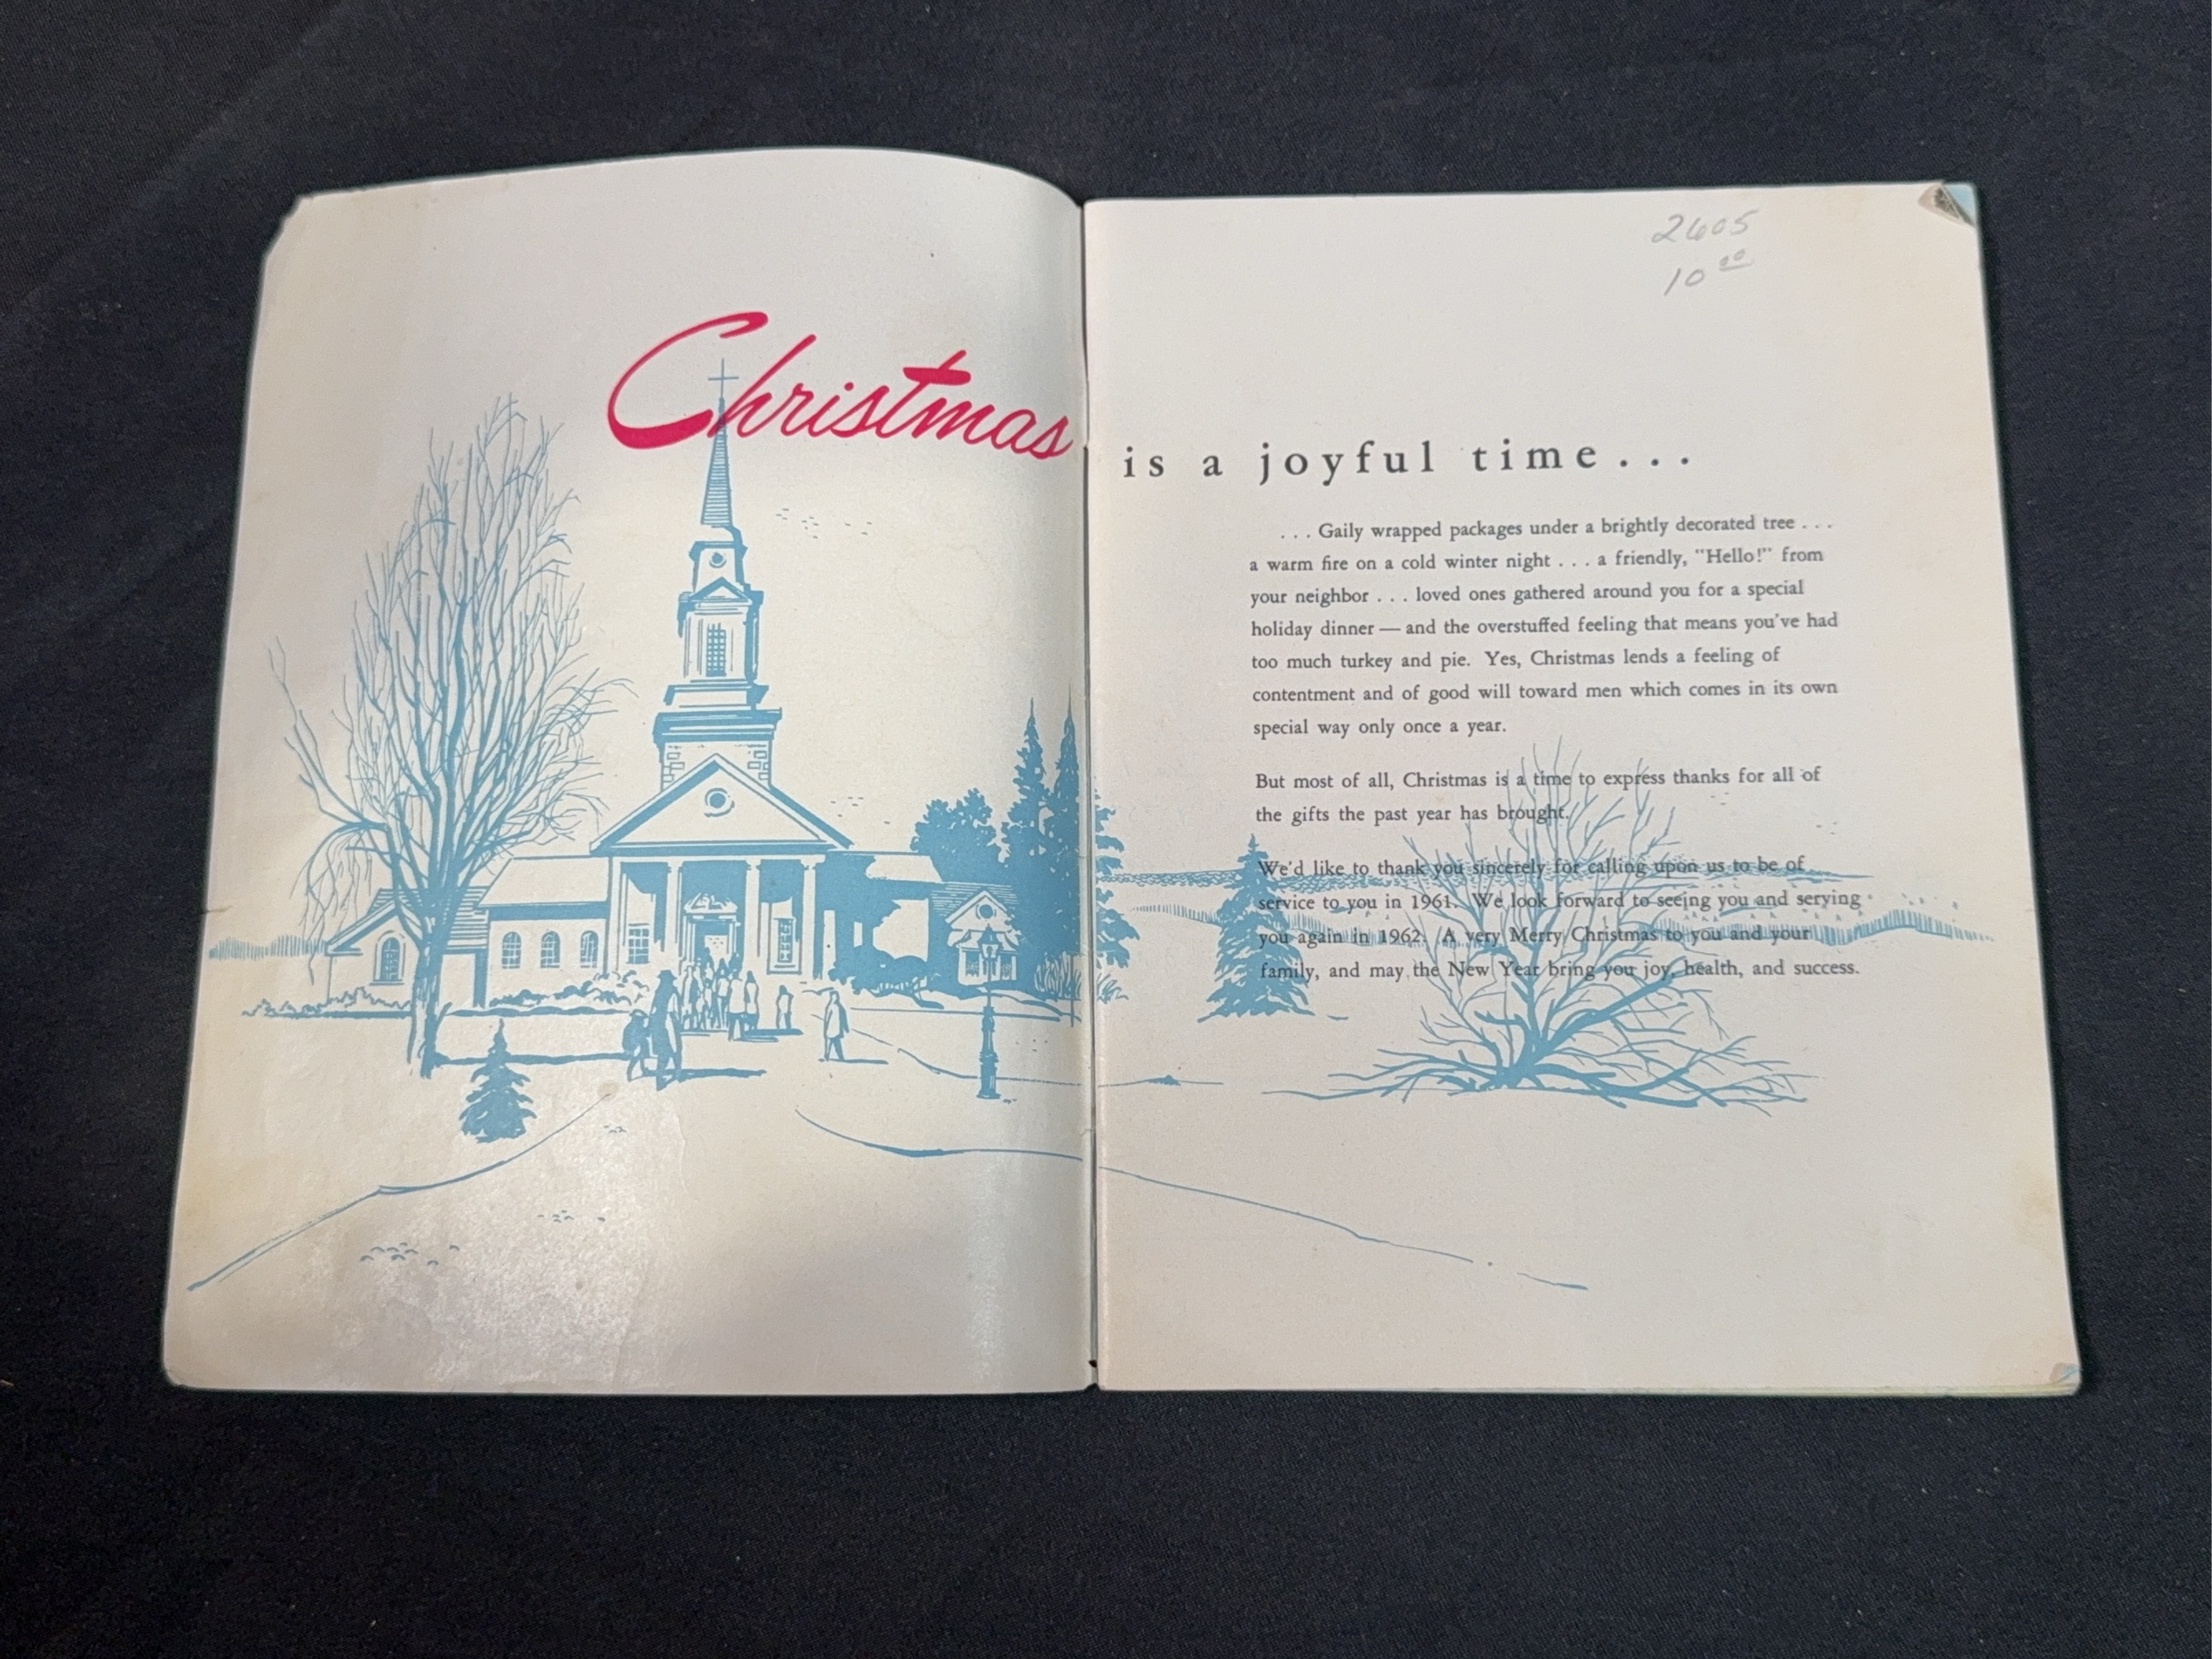 2605
10 00
Christmas is a joyful time...
... Gaily wrapped packages under a brightly decorated tree ...
a warm fire on a cold winter night ... a friendly, "Hello!" from
your neighbor ... loved ones gathered around you for a special
holiday dinner — and the overstuffed feeling that means you've had
too much turkey and pie. Yes, Christmas lends a feeling of
contentment and of good will toward men which comes in its own
special way only once a year.
But most of all, Christmas is a time to express thanks for all of
the gifts the past year has brought.
We'd like to thank you sincerely for calling upon us to be of
service to you in 1961. We look forward to seeing you and serving
you again in 1962. A very Merry Christmas to you and your
family, and may the New Year bring you joy, health, and success.